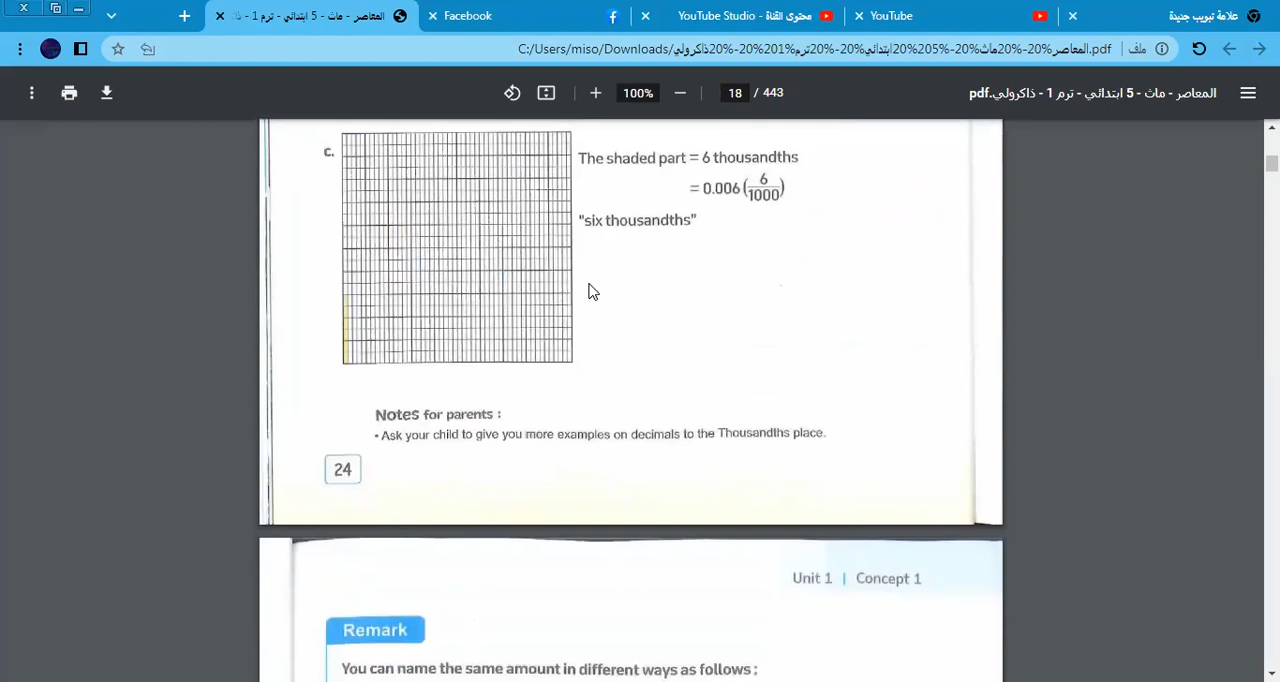 المعاصر - ماث - 5 ابتدائي - ترم 1 - ذ
Facebook
YouTube Studio - محتوى القناة
YouTube
علامة تبويب جديدة
C:/Users/miso/Downloads/المعاصر%20-%20ماث%20-%205%20ابتدائي%20-%20ترم%201%20-%20ذاكرولي.pdf
ملف
100%
18 / 443
المعاصر - ماث - 5 ابتدائي - ترم 1 - ذاكرولي.pdf
c.
The shaded part = 6 thousandths
= 0.006 (6/1000)
"six thousandths"
Notes for parents :
• Ask your child to give you more examples on decimals to the Thousandths place.
24
Unit 1 | Concept 1
Remark
You can name the same amount in different ways as follows :